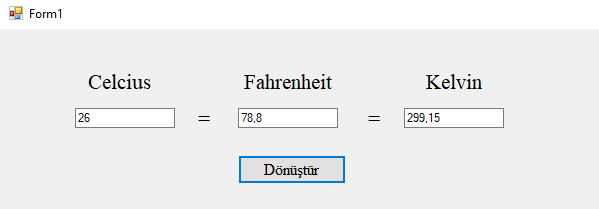 Form1
Celcius Fahrenheit Kelvin
26 = 78,8 = 299,15
Dönüştür